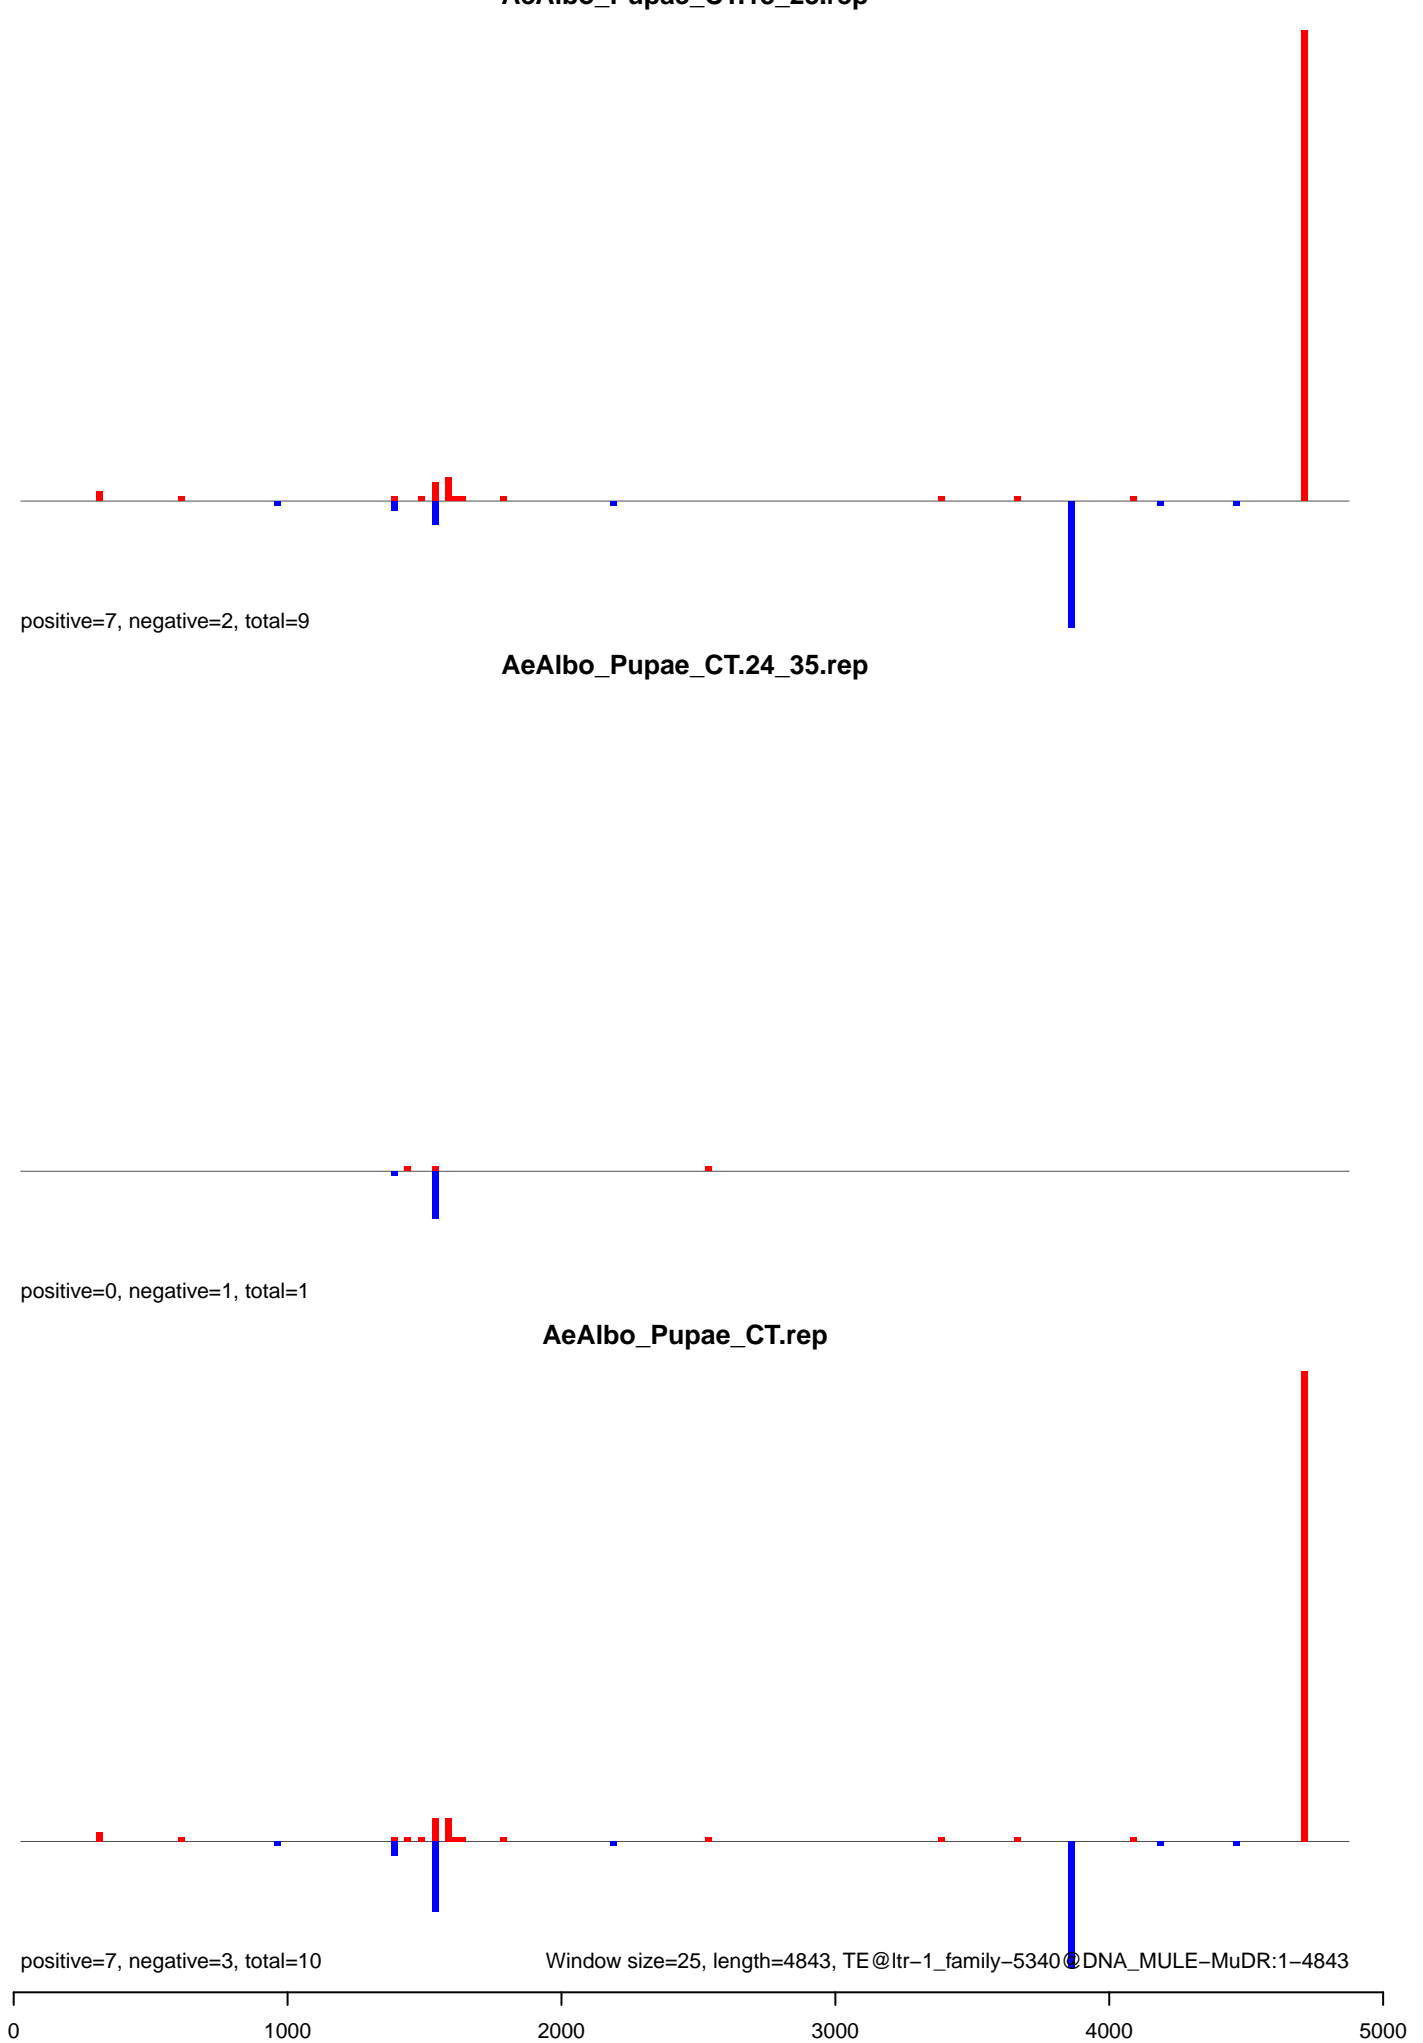 positive=7, negative=2, total=9
AeAlbo_Pupae_CT.24_35.rep
positive=0, negative=1, total=1
AeAlbo_Pupae_CT.rep
positive=7, negative=3, total=10 Window size=25, length=4843, TE@ltr−1_family−5340@DNA_MULE−MuDR:1−4843
0 1000 2000 3000 4000 5000